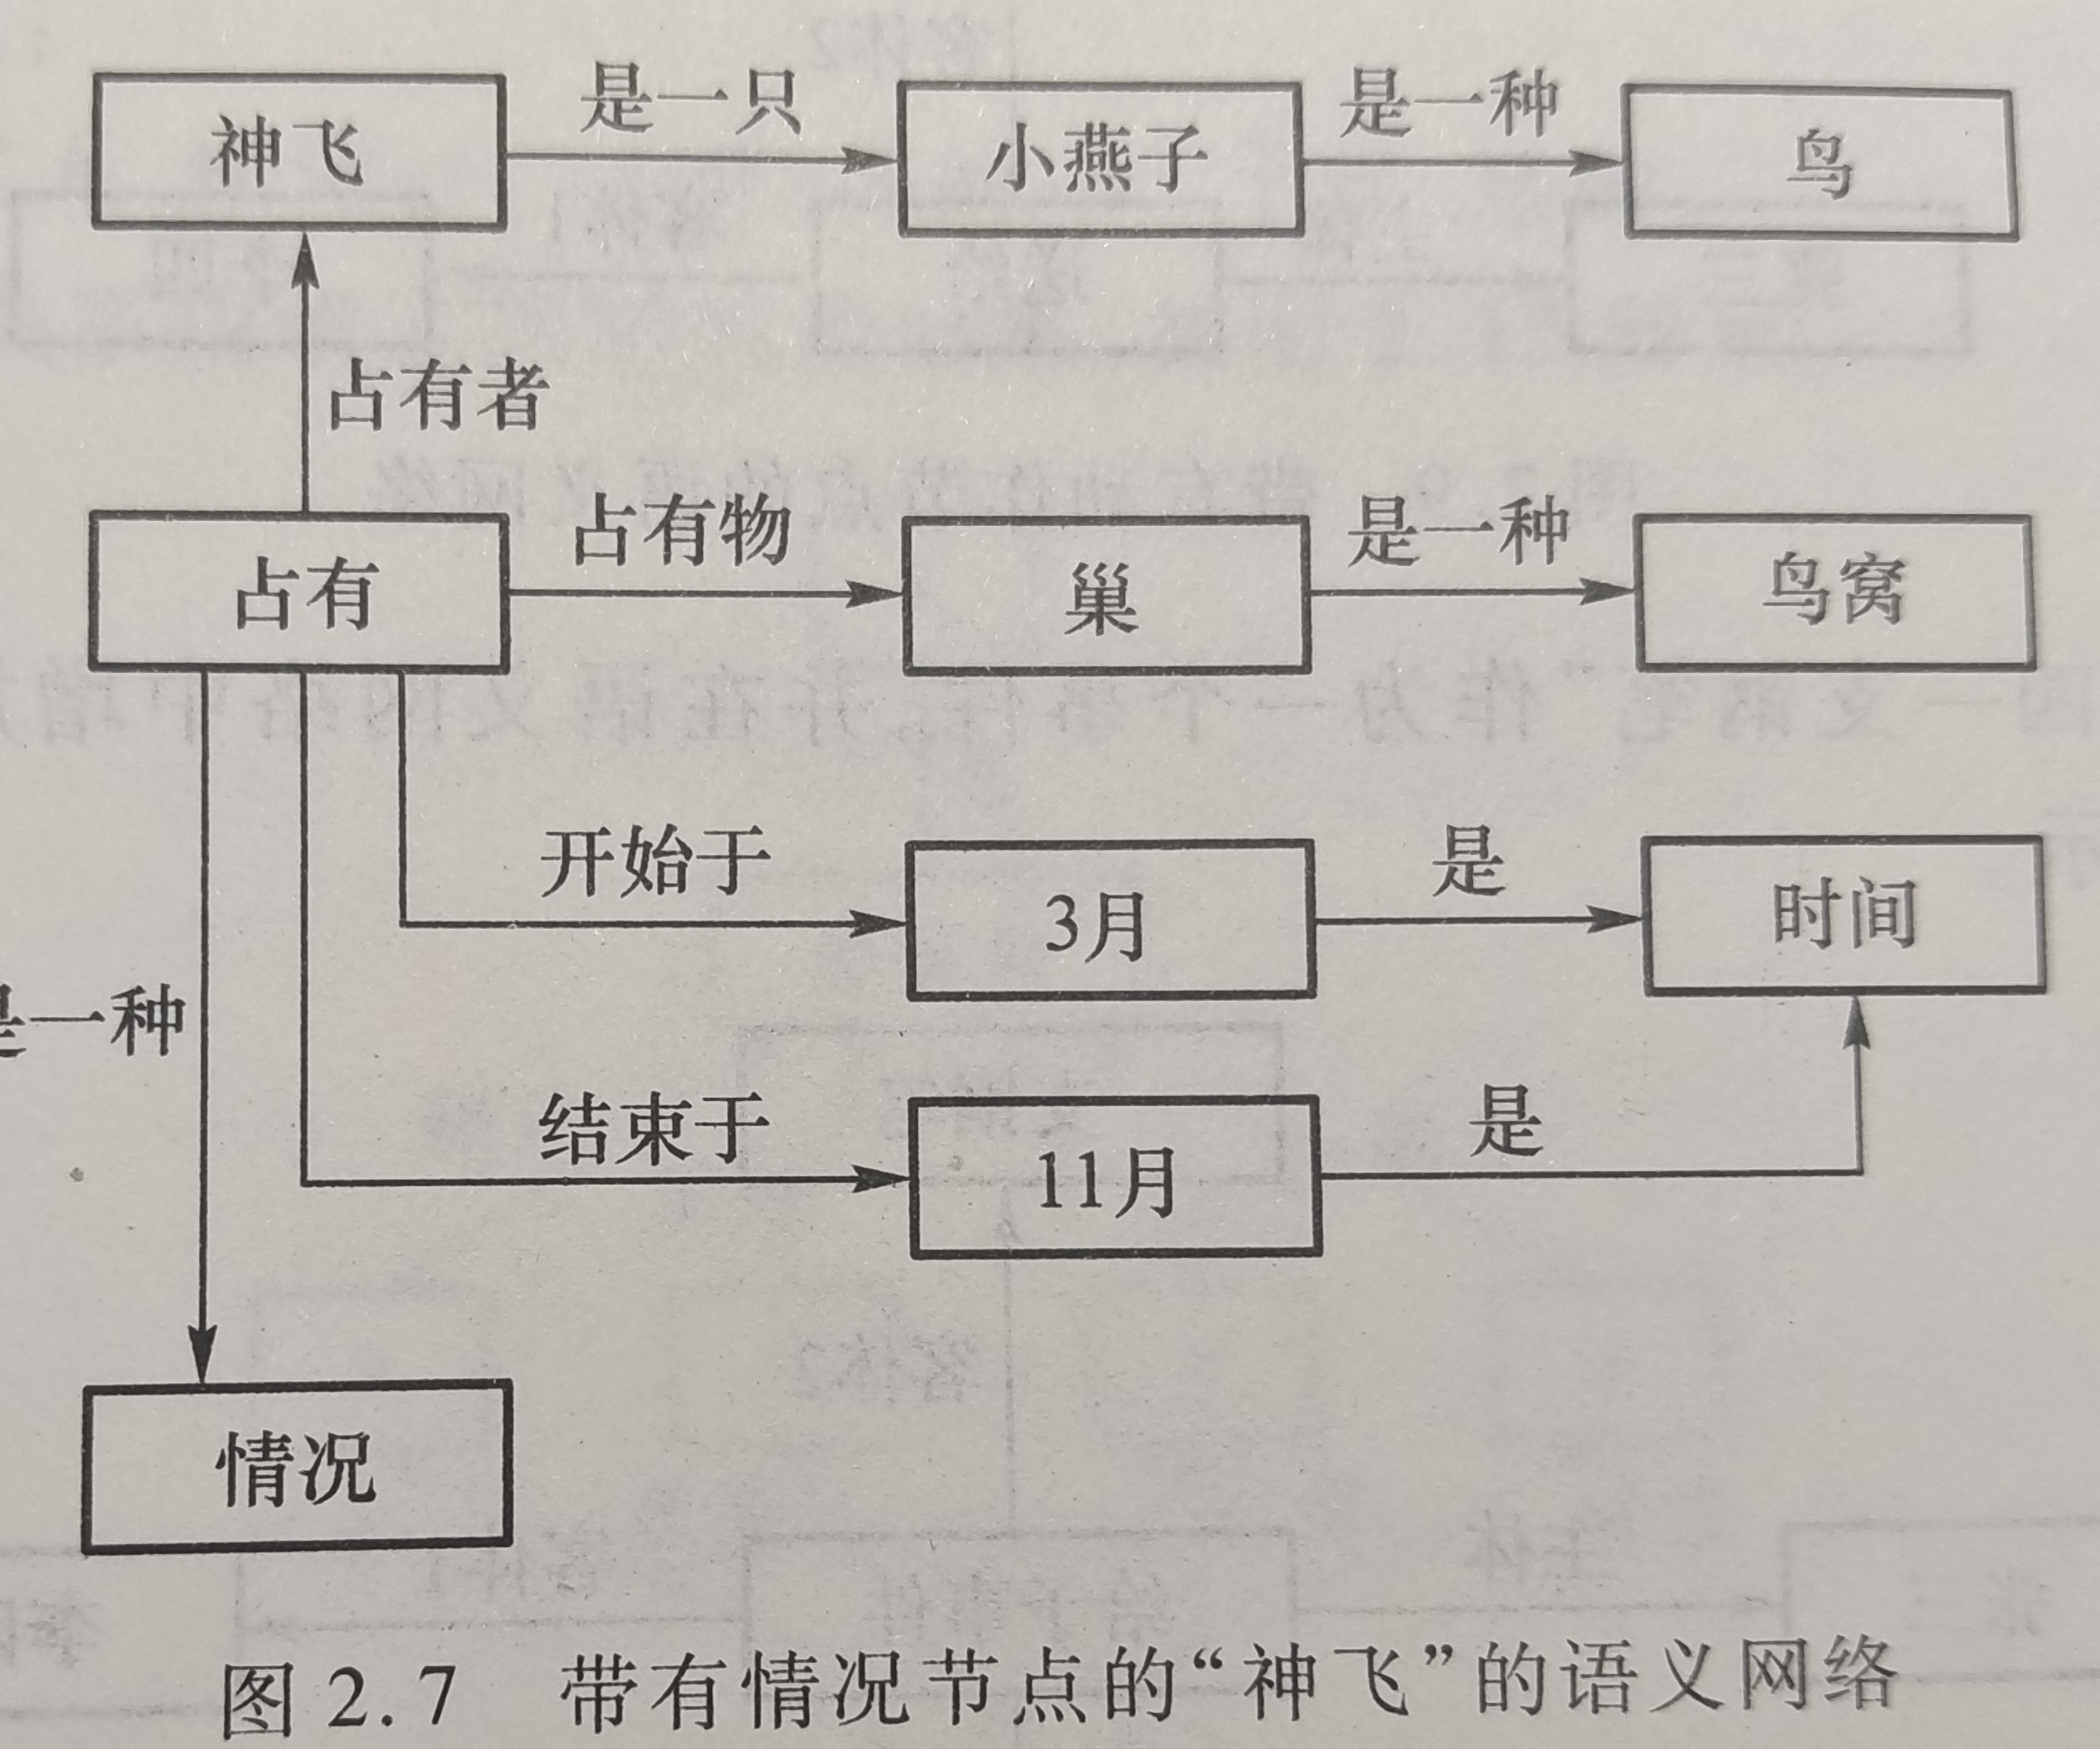 神飞 是一只 小燕子 是一种 鸟
占有者
占有 占有物 巢 是一种 鸟窝
开始于 3月 是 时间
是一种
结束于 11月 是
情况
图 2.7 带有情况节点的“神飞”的语义网络